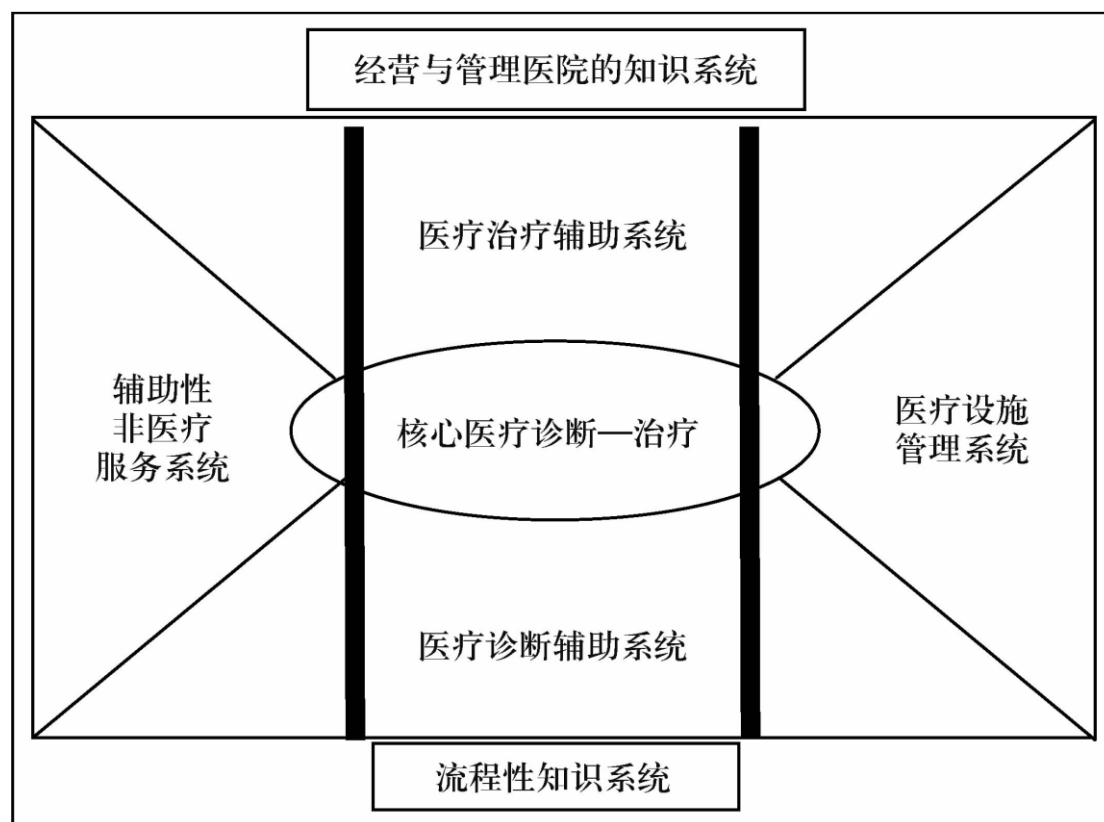 经营与管理医院的知识系统
医疗治疗辅助系统
辅助性
非医疗
服务系统
核心医疗诊断—治疗
医疗设施
管理系统
医疗诊断辅助系统
流程性知识系统